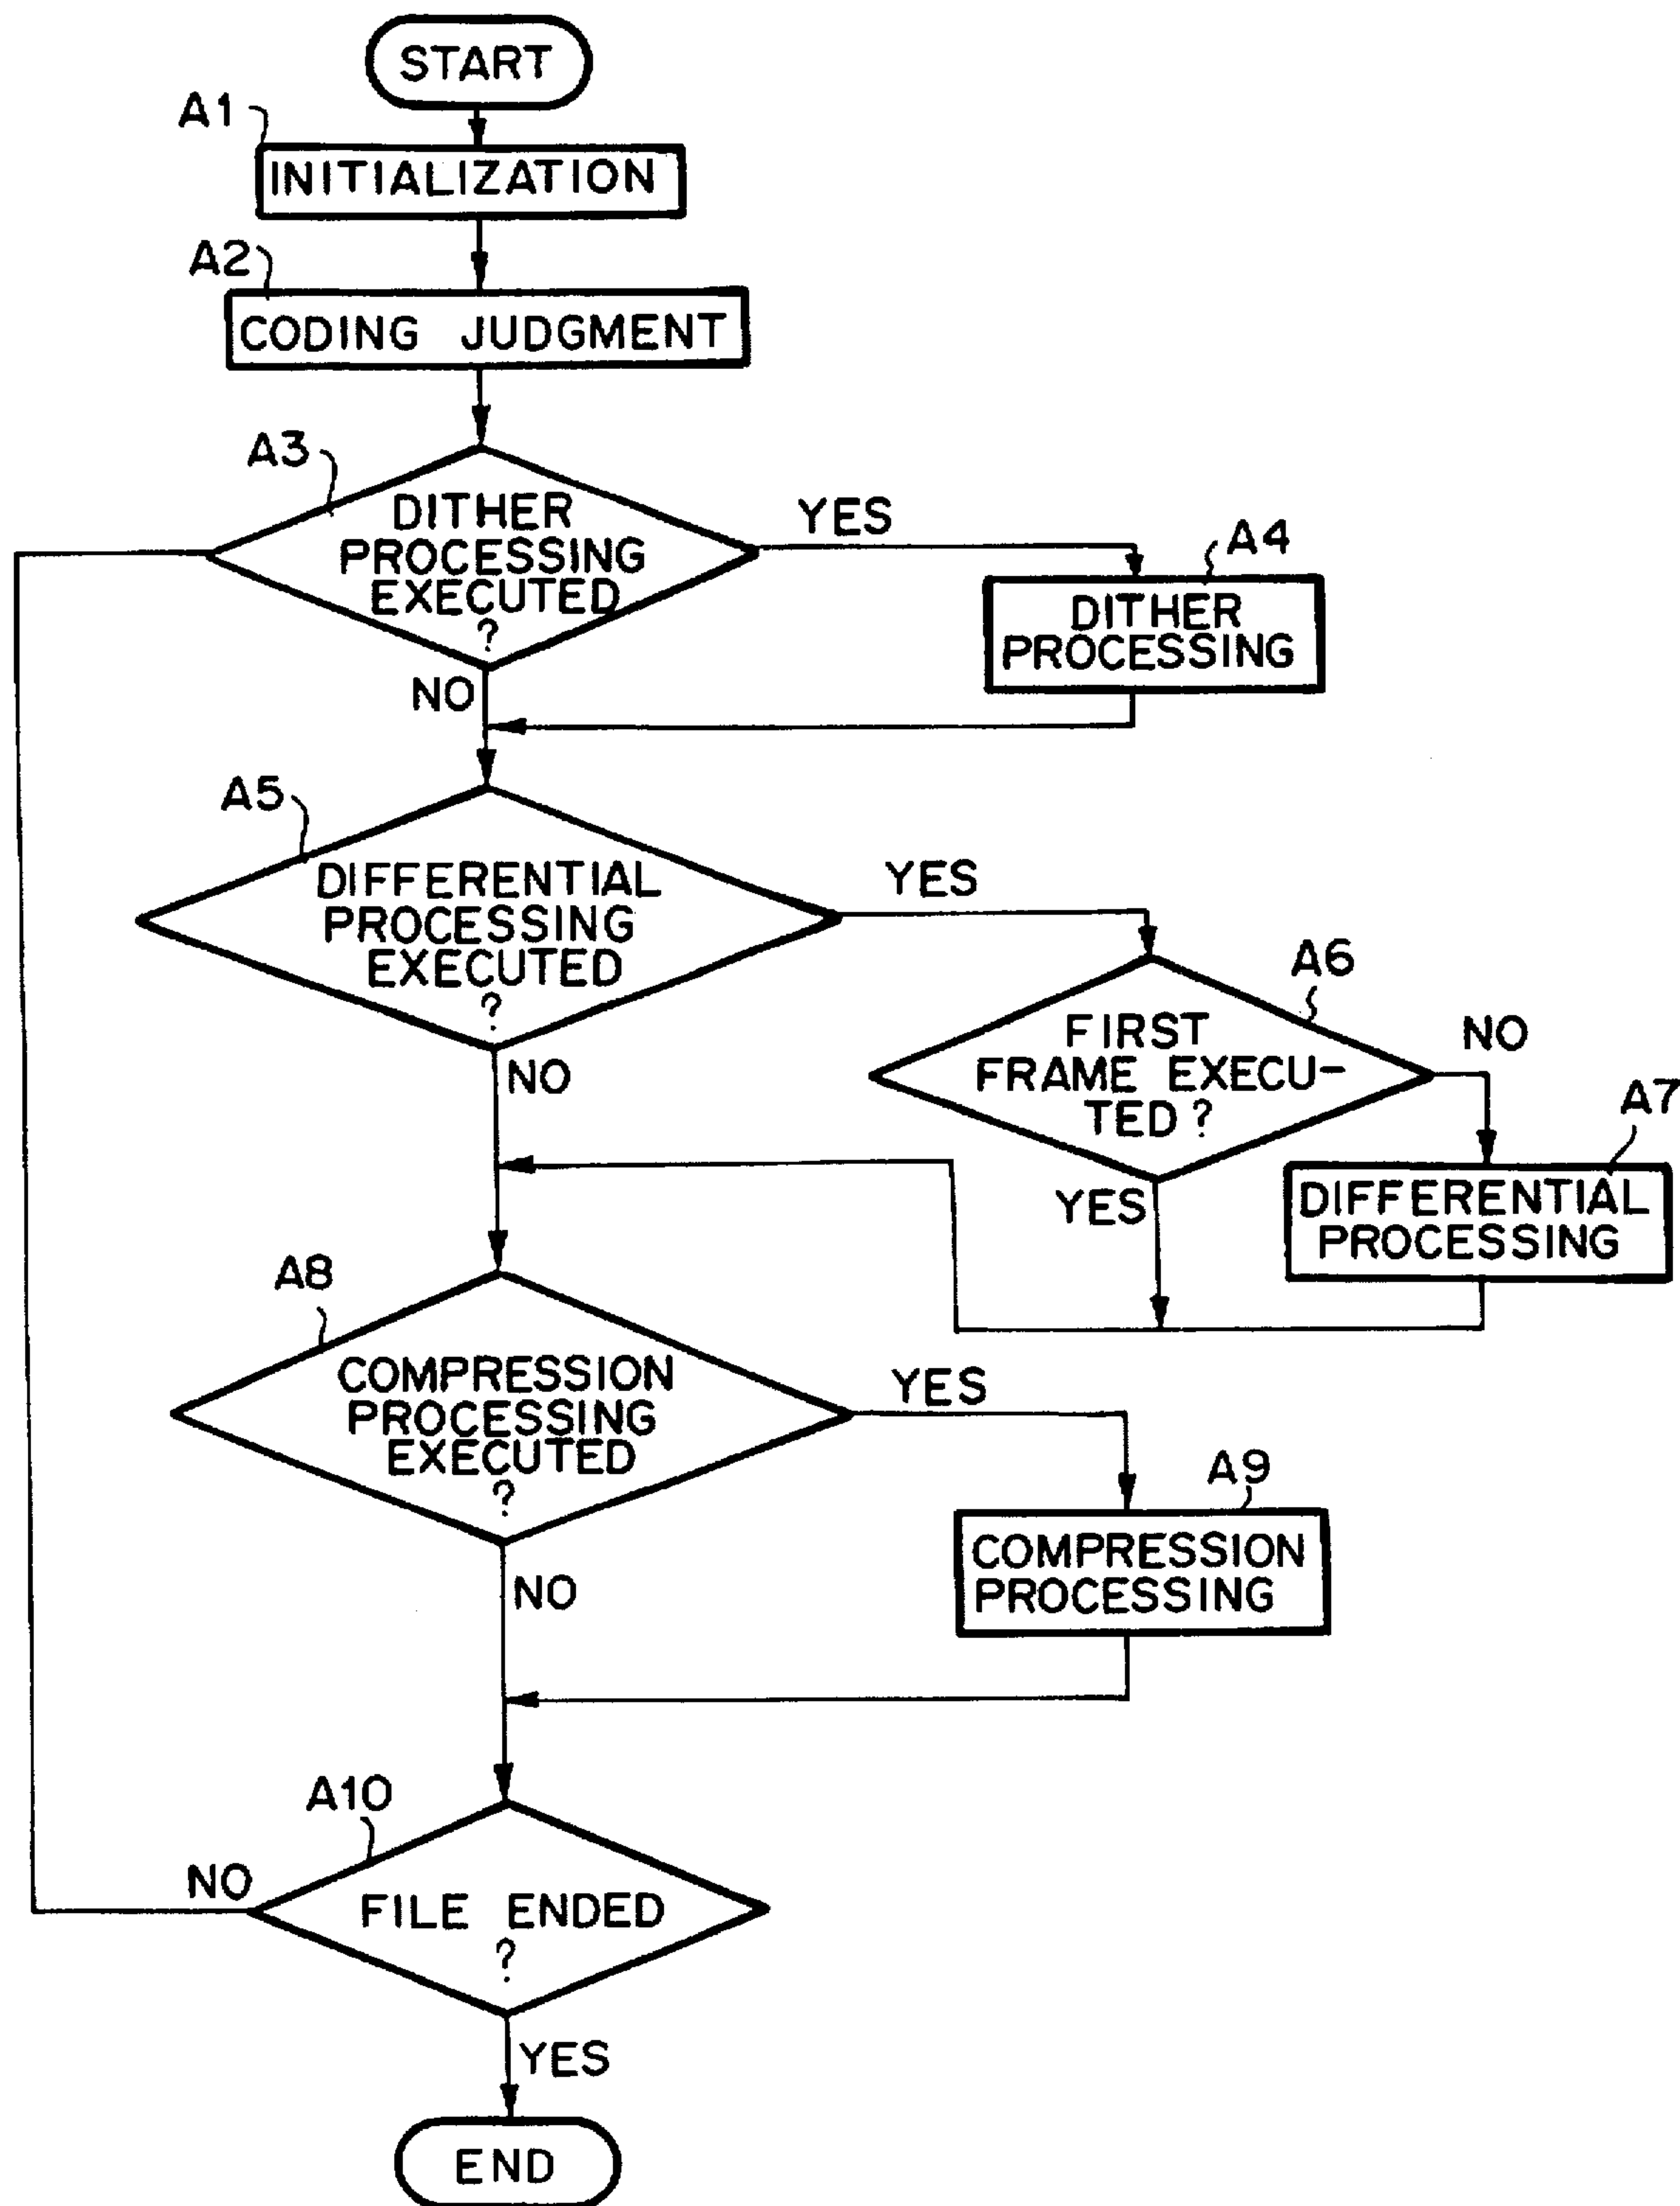 START
A1
INITIALIZATION
A2
CODING JUDGMENT
A3
DITHER
PROCESSING
EXECUTED
?
YES
NO
A4
DITHER
PROCESSING
A5
DIFFERENTIAL
PROCESSING
EXECUTED
?
YES
NO
A6
FIRST
FRAME EXECU-
TED?
NO
YES
A7
DIFFERENTIAL
PROCESSING
A8
COMPRESSION
PROCESSING
EXECUTED
?
YES
NO
A9
COMPRESSION
PROCESSING
A10
FILE ENDED
?
NO
YES
END